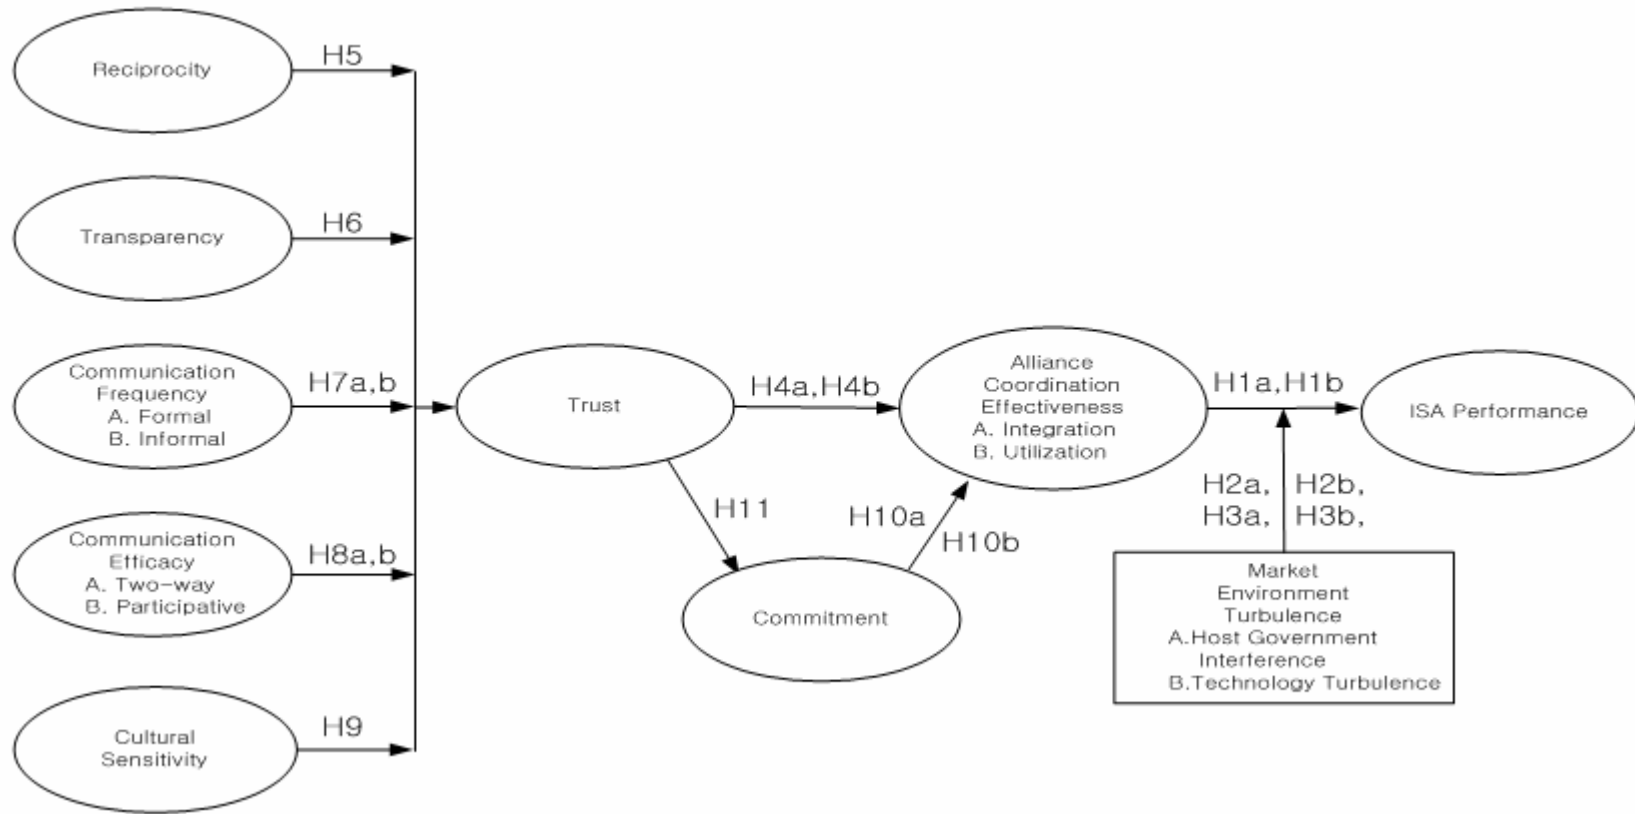 Reciprocity
H5
Transparency
H6
Communication
Frequency
A. Formal
B. Informal
H7a,b
Communication
Efficacy
A. Two-way
B. Participative
H8a,b
Cultural
Sensitivity
H9
Trust
H4a,H4b
H11
Commitment
H10a
H10b
Alliance
Coordination
Effectiveness
A. Integration
B. Utilization
H1a,H1b
ISA Performance
H2a, H2b,
H3a, H3b,
Market
Environment
Turbulence
A.Host Government
Interference
B.Technology Turbulence